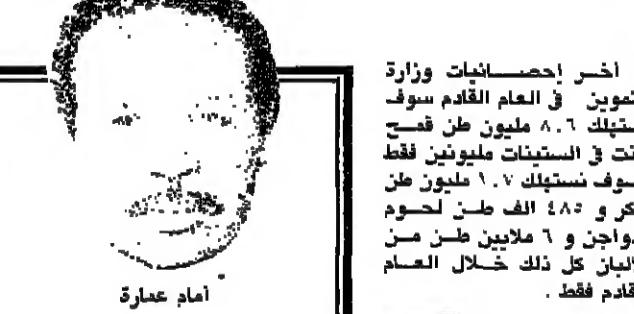 أخر إحصائيات وزارة
تموين في العام القادم سوف
ستهلك ٨.٦ مليون طن قمح
نت في الستينات مليونين فقط
سوف نستهلك ١.٧ مليون طن
كر و ٤٨٥ الف طن لحوم
واجن و ٦ ملايين طن من
البان كل ذلك خلال العام
قادم فقط .
أمام عمارة